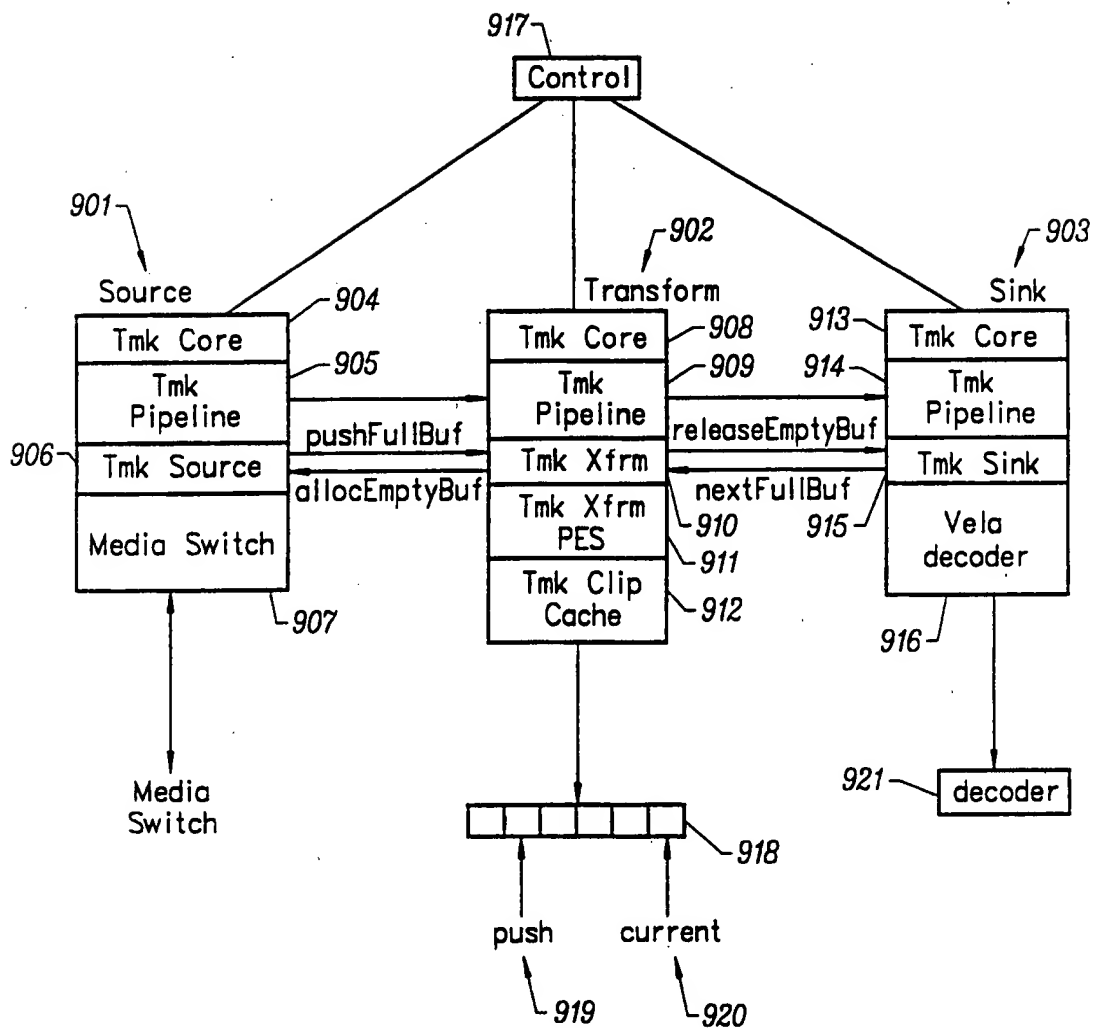 917
Control
901
902
903
Source
904
Transform
Sink
Tmk Core
905
Tmk
Pipeline
906
Tmk Source
Media Switch
907
pushFullBuf
allocEmptyBuf
Tmk Core
908
Tmk
Pipeline
909
Tmk Xfrm
910
Tmk Xfrm
PES
911
Tmk Clip
Cache
912
releaseEmptyBuf
nextFullBuf
913
Tmk Core
914
Tmk
Pipeline
Tmk Sink
915
Vela
decoder
916
Media
Switch
918
921
decoder
push
current
919
920